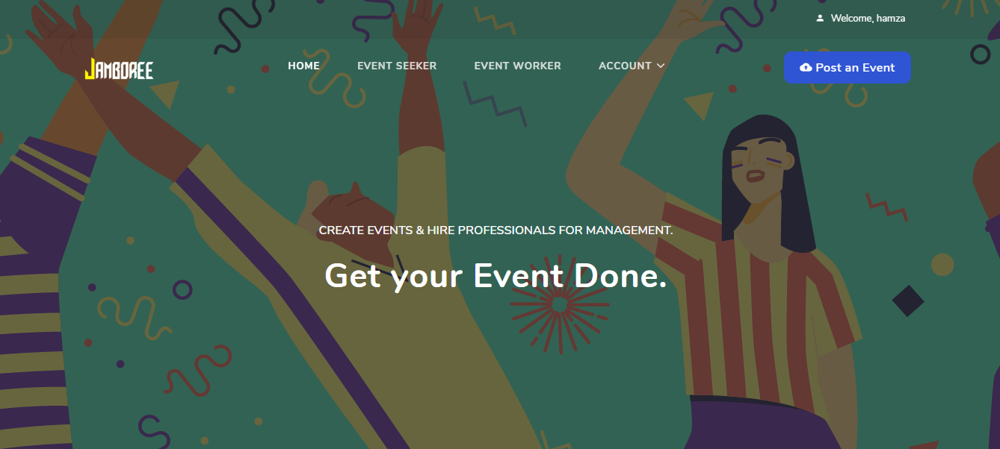 Welcome, hamza
JAMBOREE
HOME EVENT SEEKER EVENT WORKER ACCOUNT
Post an Event
CREATE EVENTS & HIRE PROFESSIONALS FOR MANAGEMENT.
Get your Event Done.